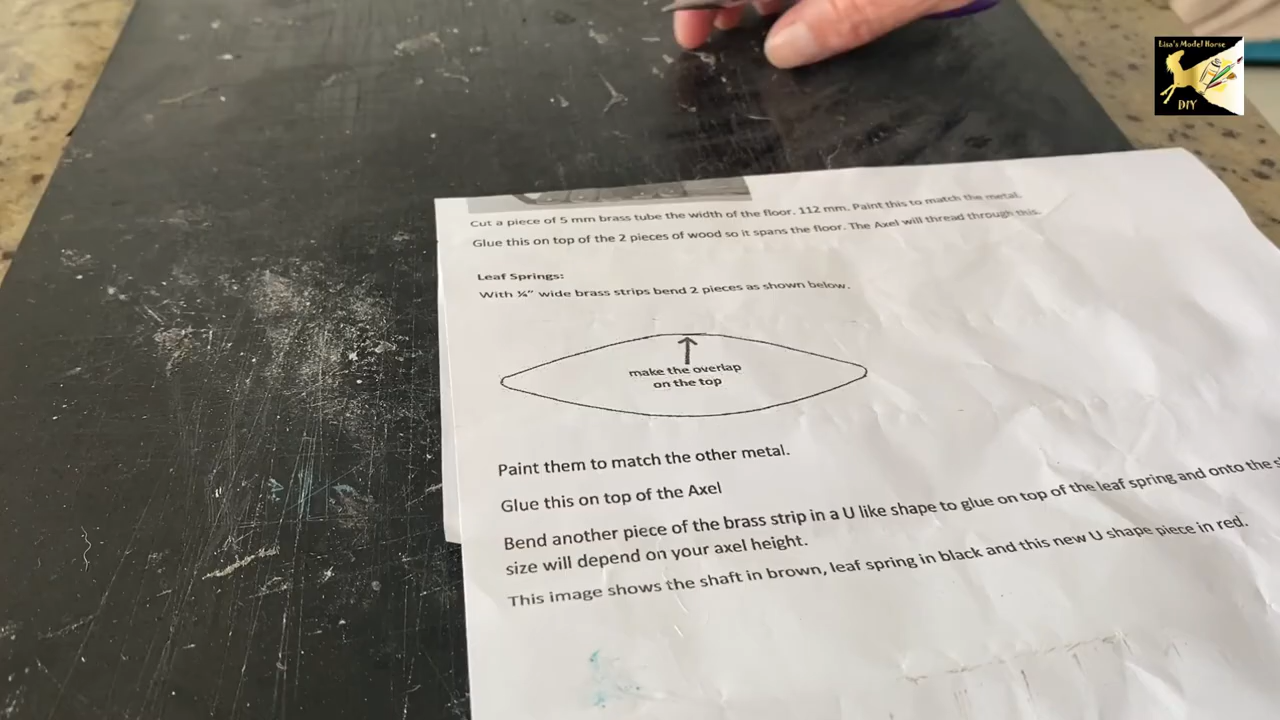 Lisa's Model Horse
DIY
Cut a piece of 5 mm brass tube the width of the floor. 112 mm. Paint this to match the metal.
Glue this on top of the 2 pieces of wood so it spans the floor. The Axel will thread through this.
Leaf Springs:
With ¼” wide brass strips bend 2 pieces as shown below.
make the overlap
on the top
Paint them to match the other metal.
Glue this on top of the Axel
Bend another piece of the brass strip in a U like shape to glue on top of the leaf spring and onto the
size will depend on your axel height.
This image shows the shaft in brown, leaf spring in black and this new U shape piece in red.